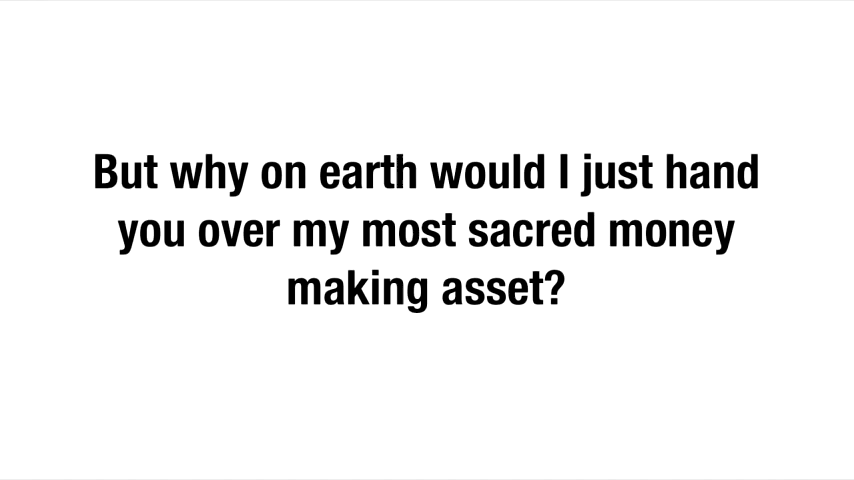 But why on earth would I just hand
you over my most sacred money
making asset?